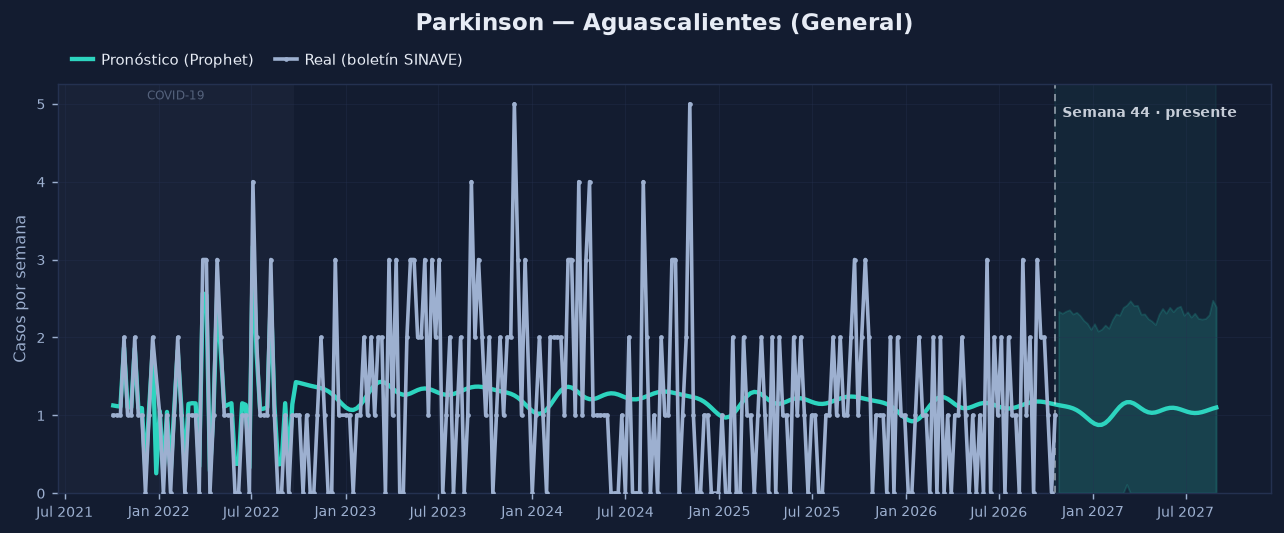 Parkinson — Aguascalientes (General)
Pronóstico (Prophet)
Real (boletín SINAVE)
COVID-19
Semana 44 · presente
Casos por semana
5
4
3
2
1
0
Jul 2021
Jan 2022
Jul 2022
Jan 2023
Jul 2023
Jan 2024
Jul 2024
Jan 2025
Jul 2025
Jan 2026
Jul 2026
Jan 2027
Jul 2027